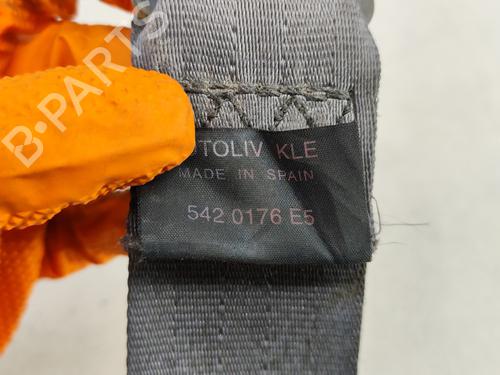 TOLIV KLE
MADE IN SPAIN
542 0176 E5
B-PARTS